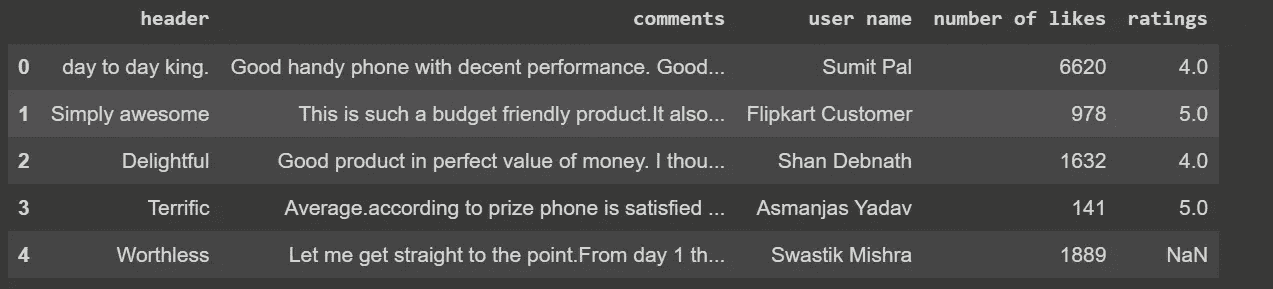 header comments user name number of likes ratings
0 day to day king. Good handy phone with decent performance. Good... Sumit Pal 6620 4.0
1 Simply awesome This is such a budget friendly product.It also... Flipkart Customer 978 5.0
2 Delightful Good product in perfect value of money. I thou... Shan Debnath 1632 4.0
3 Terrific Average.according to prize phone is satisfied ... Asmanjas Yadav 141 5.0
4 Worthless Let me get straight to the point.From day 1 th... Swastik Mishra 1889 NaN